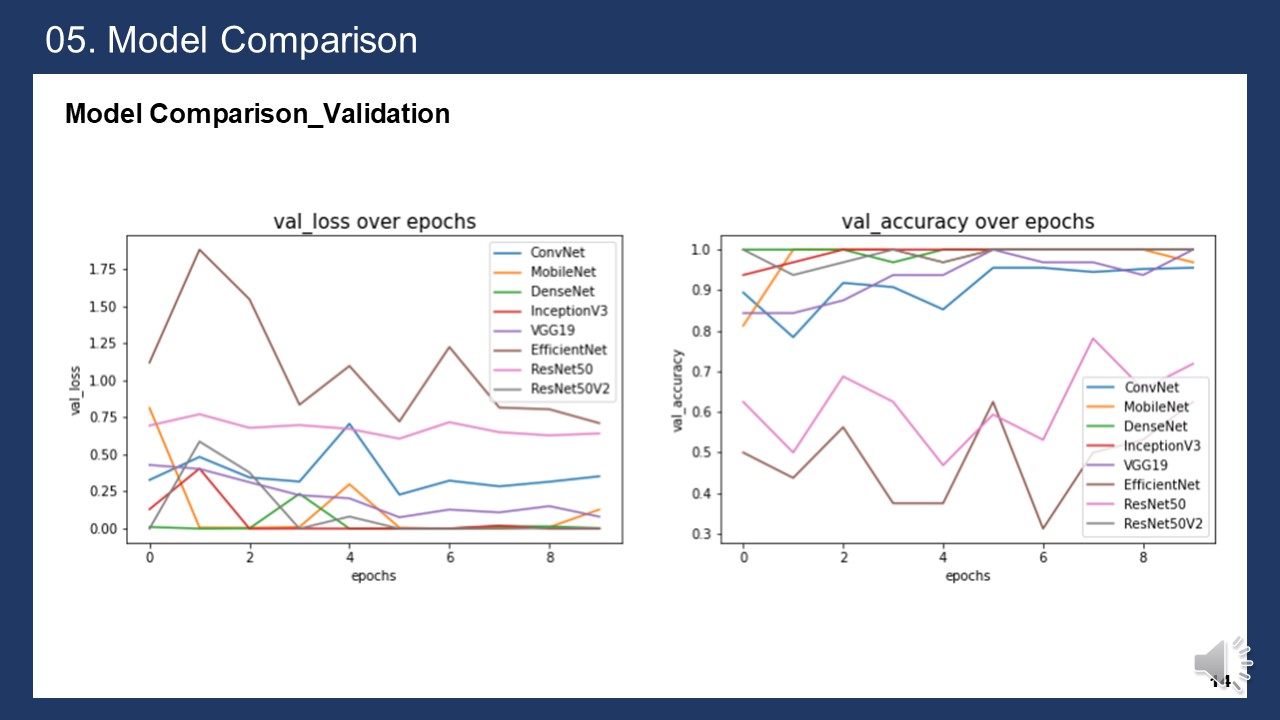 05. Model Comparison
Model Comparison_Validation
val_loss over epochs
ConvNet
MobileNet
DenseNet
InceptionV3
VGG19
EfficientNet
ResNet50
ResNet50V2
1.75
1.50
1.25
1.00
0.75
0.50
0.25
0.00
val_loss
0 2 4 6 8
epochs
val_accuracy over epochs
1.0
0.9
0.8
0.7
0.6
0.5
0.4
0.3
val_accuracy
ConvNet
MobileNet
DenseNet
InceptionV3
VGG19
EfficientNet
ResNet50
ResNet50V2
0 2 4 6 8
epochs
14